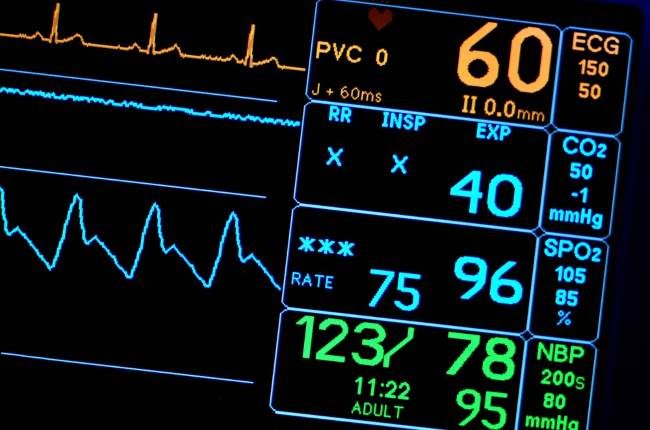 PVC 0
60
J + 60ms
II 0.0mm
ECG
150
50
RR INSP EXP
X X
40
CO2
50
-1
mmHg
***
RATE 75
96
SPO2
105
85
%
123/ 78
11:22
ADULT
95
NBP
200s
80
mmHg